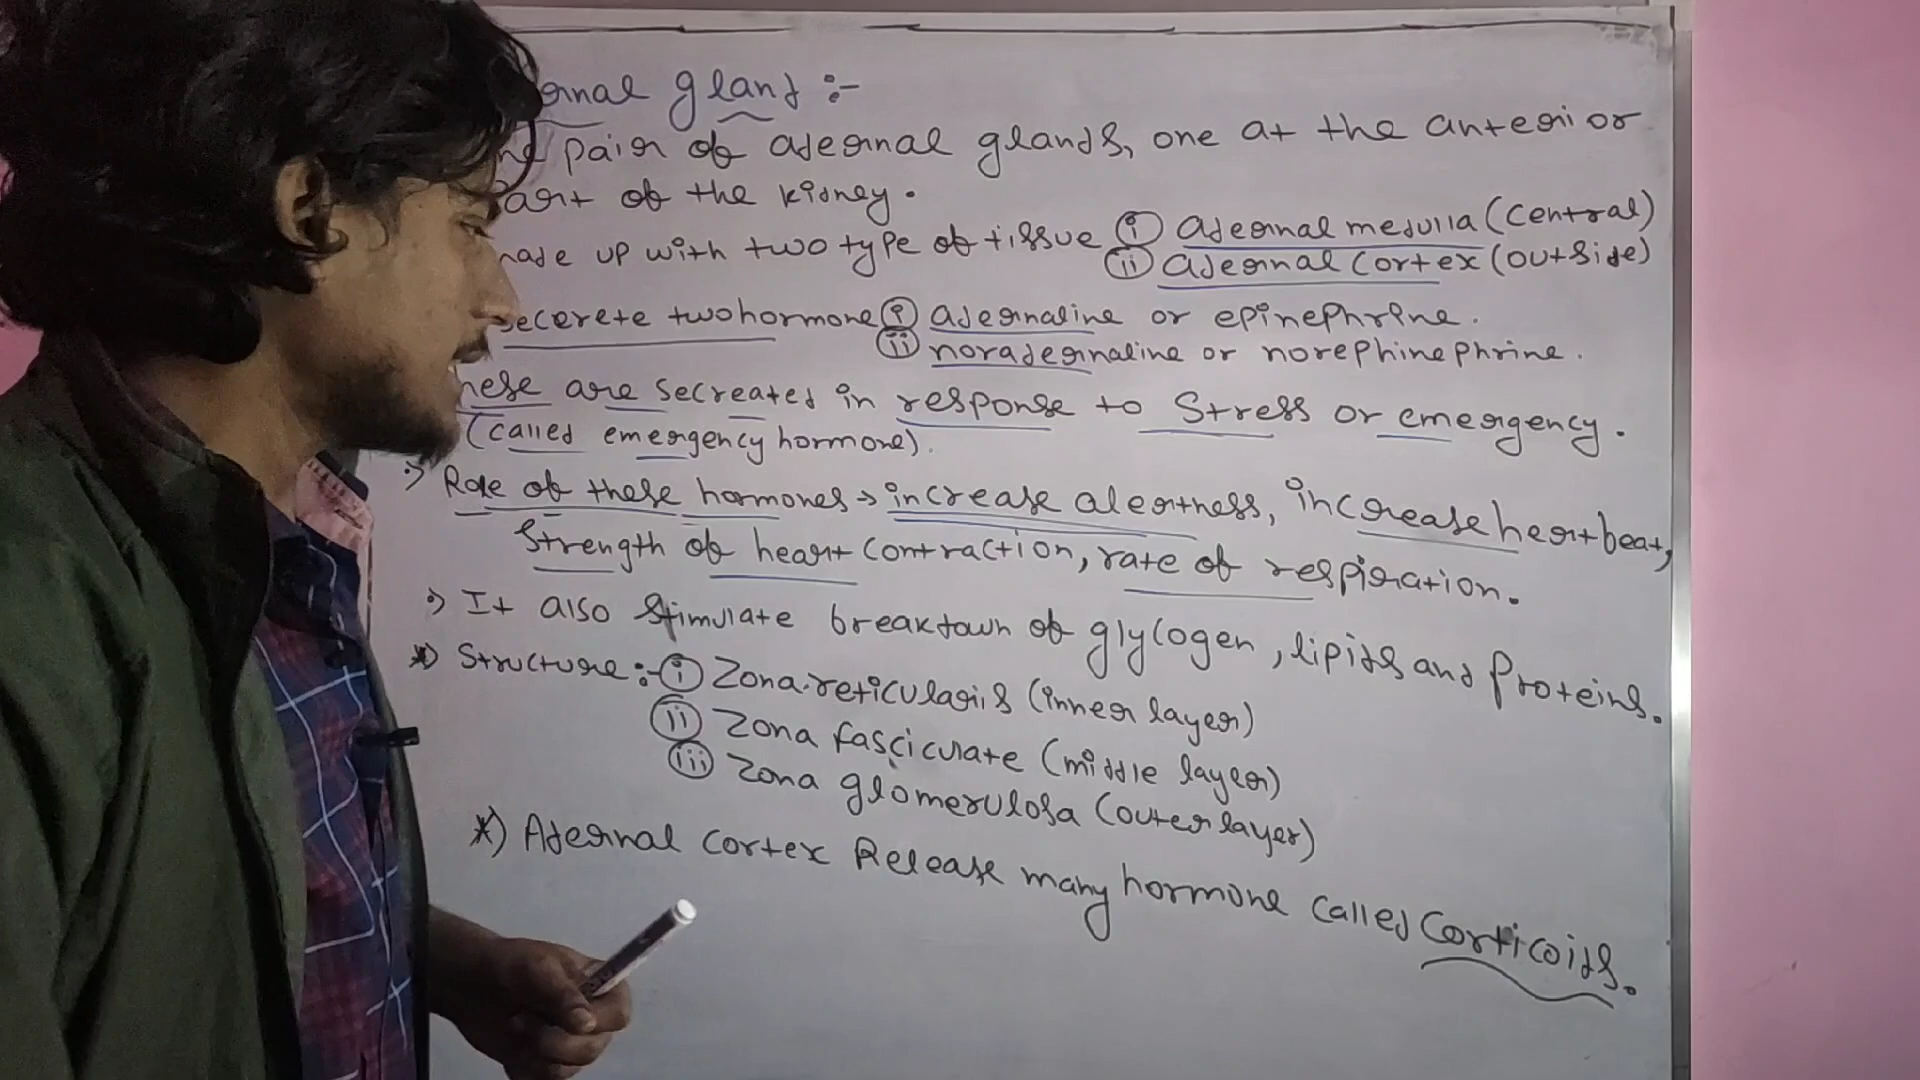 gland :-
pair of adernal glands, one at the anterior
part of the kidney.
made up with two type of tissue (i) Adernal medulla (central)
(ii) Adernal cortex (outside)
secerete two hormone (i) adernaline or epinephrine.
(ii) noradernaline or norephinephrine.
These are secreated in response to Stress or emergency.
(called emergency hormone).
Role of these hormones → increase alertness, increase heartbeat,
Strength of heart contraction, rate of respiration.
It also stimulate breakdown of glycogen, lipids and Proteins.
*) Structure :- (i) Zona reticularis (inner layer)
(ii) Zona fasciculate (middle layer)
(iii) Zona glomerulosa (outer layer)
*) Adernal cortex Release many hormone called Corticoids.